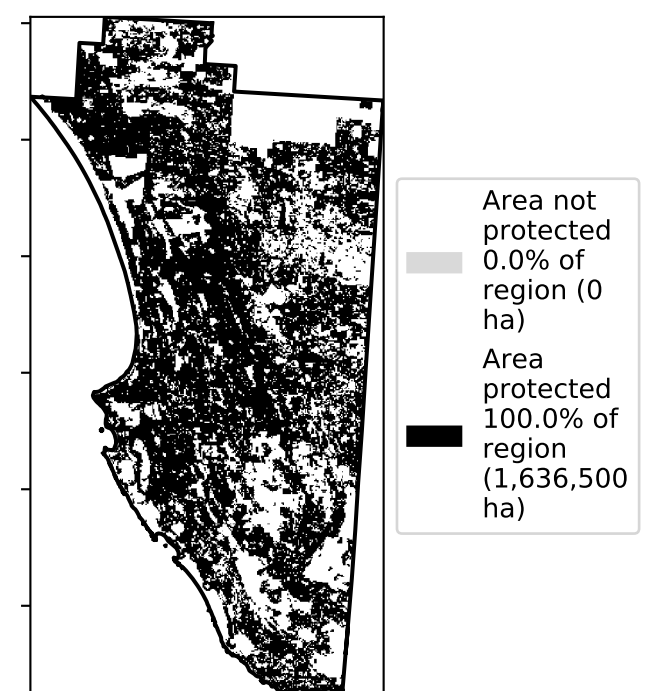 Area not
protected
0.0% of
region (0
ha)
Area
protected
100.0% of
region
(1,636,500
ha)